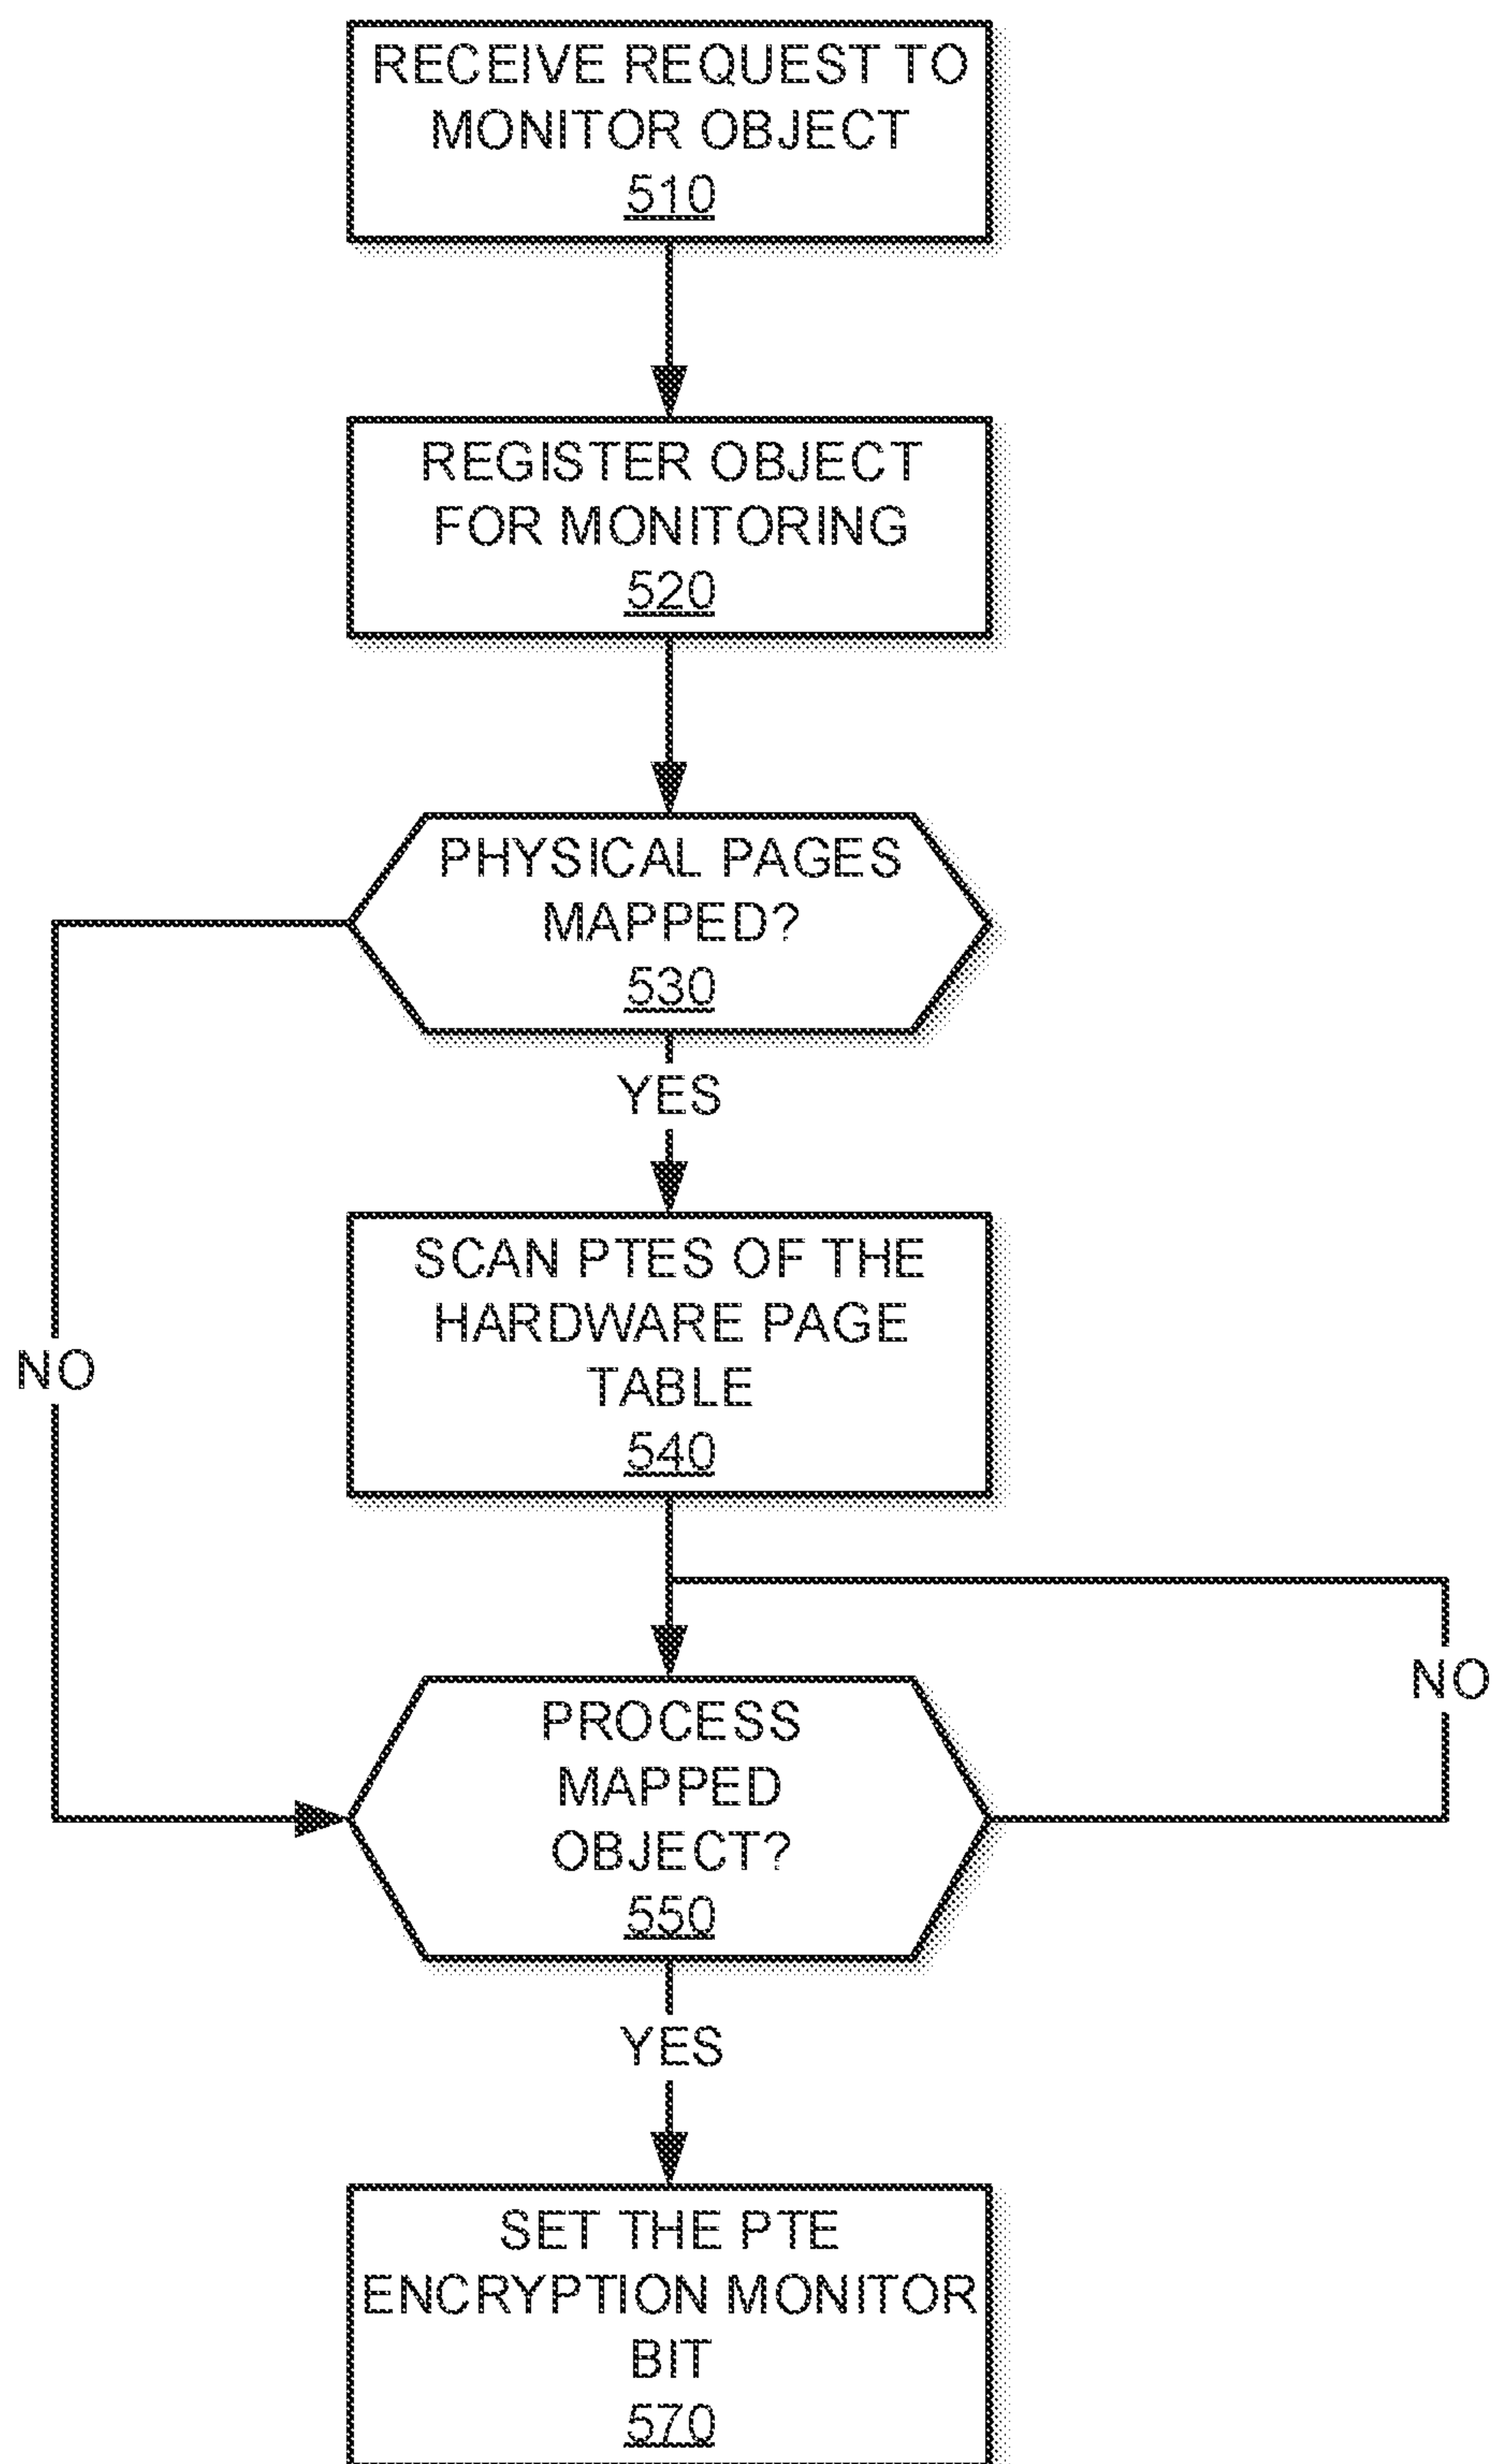 RECEIVE REQUEST TO
MONITOR OBJECT
510
REGISTER OBJECT
FOR MONITORING
520
PHYSICAL PAGES
MAPPED?
530
YES
SCAN PTES OF THE
HARDWARE PAGE
TABLE
540
NO
NO
PROCESS
MAPPED
OBJECT?
550
YES
SET THE PTE
ENCRYPTION MONITOR
BIT
570